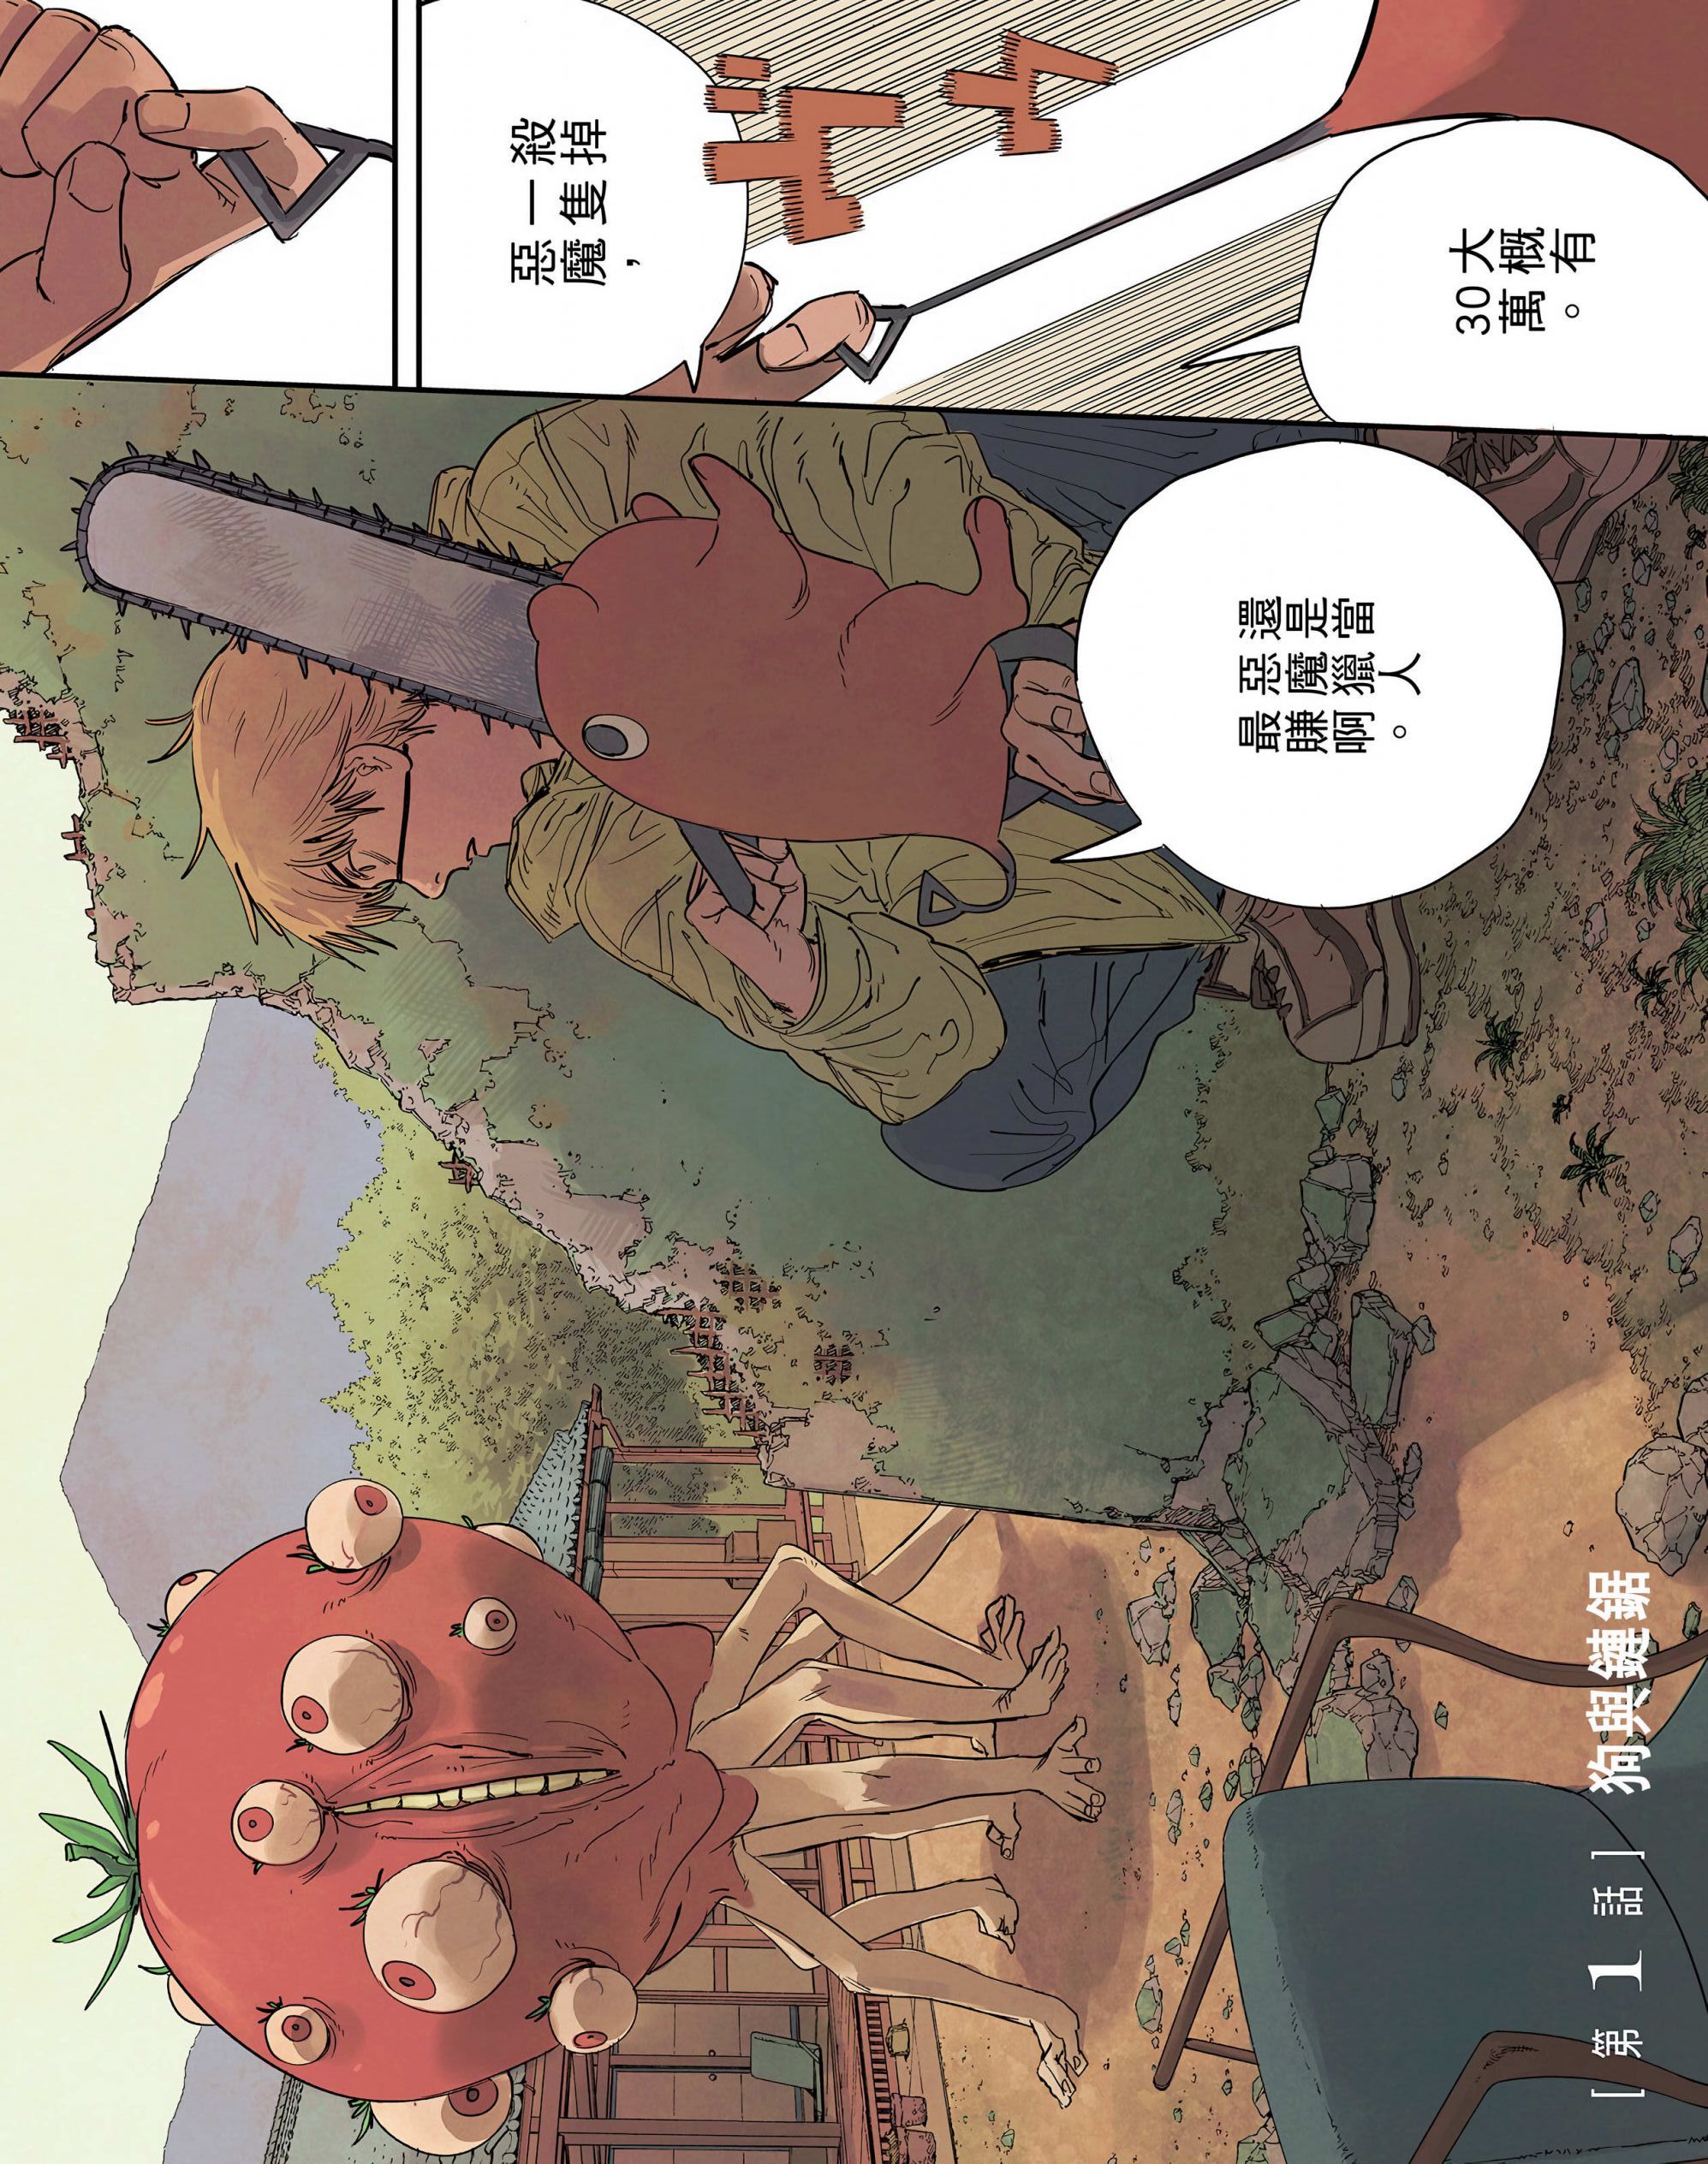 殺掉
一隻
惡魔，
大概有
30萬。
還是當
惡魔獵人
最賺啊。
[第1話] 狗與鏈鋸